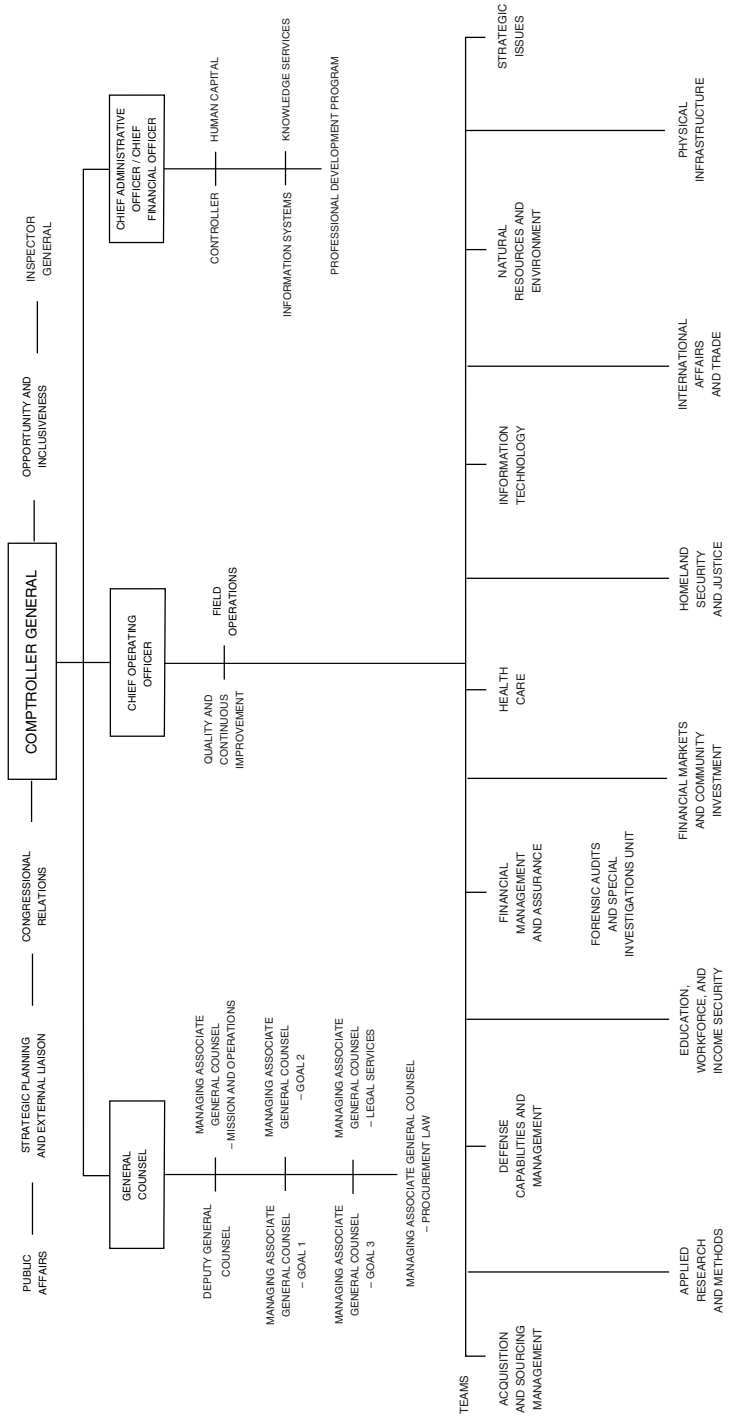 PUBLIC
AFFAIRS
STRATEGIC PLANNING
AND EXTERNAL LIAISON
CONGRESSIONAL
RELATIONS
COMPTROLLER GENERAL
OPPORTUNITY AND
INCLUSIVENESS
INSPECTOR
GENERAL
GENERAL
COUNSEL
CHIEF OPERATING
OFFICER
CHIEF ADMINISTRATIVE
OFFICER / CHIEF
FINANCIAL OFFICER
DEPUTY GENERAL
COUNSEL
MANAGING ASSOCIATE
GENERAL COUNSEL
– MISSION AND OPERATIONS
MANAGING ASSOCIATE
GENERAL COUNSEL
– GOAL 1
MANAGING ASSOCIATE
GENERAL COUNSEL
– GOAL 2
MANAGING ASSOCIATE
GENERAL COUNSEL
– GOAL 3
MANAGING ASSOCIATE
GENERAL COUNSEL
– LEGAL SERVICES
MANAGING ASSOCIATE GENERAL COUNSEL
– PROCUREMENT LAW
QUALITY AND
CONTINUOUS
IMPROVEMENT
FIELD
OPERATIONS
CONTROLLER
HUMAN CAPITAL
INFORMATION SYSTEMS
KNOWLEDGE SERVICES
PROFESSIONAL DEVELOPMENT PROGRAM
TEAMS
ACQUISITION
AND SOURCING
MANAGEMENT
DEFENSE
CAPABILITIES AND
MANAGEMENT
FINANCIAL
MANAGEMENT
AND ASSURANCE
FORENSIC AUDITS
AND SPECIAL
INVESTIGATIONS UNIT
HEALTH
CARE
INFORMATION
TECHNOLOGY
NATURAL
RESOURCES AND
ENVIRONMENT
STRATEGIC
ISSUES
APPLIED
RESEARCH
AND METHODS
EDUCATION,
WORKFORCE, AND
INCOME SECURITY
FINANCIAL MARKETS
AND COMMUNITY
INVESTMENT
HOMELAND
SECURITY
AND JUSTICE
INTERNATIONAL
AFFAIRS
AND TRADE
PHYSICAL
INFRASTRUCTURE